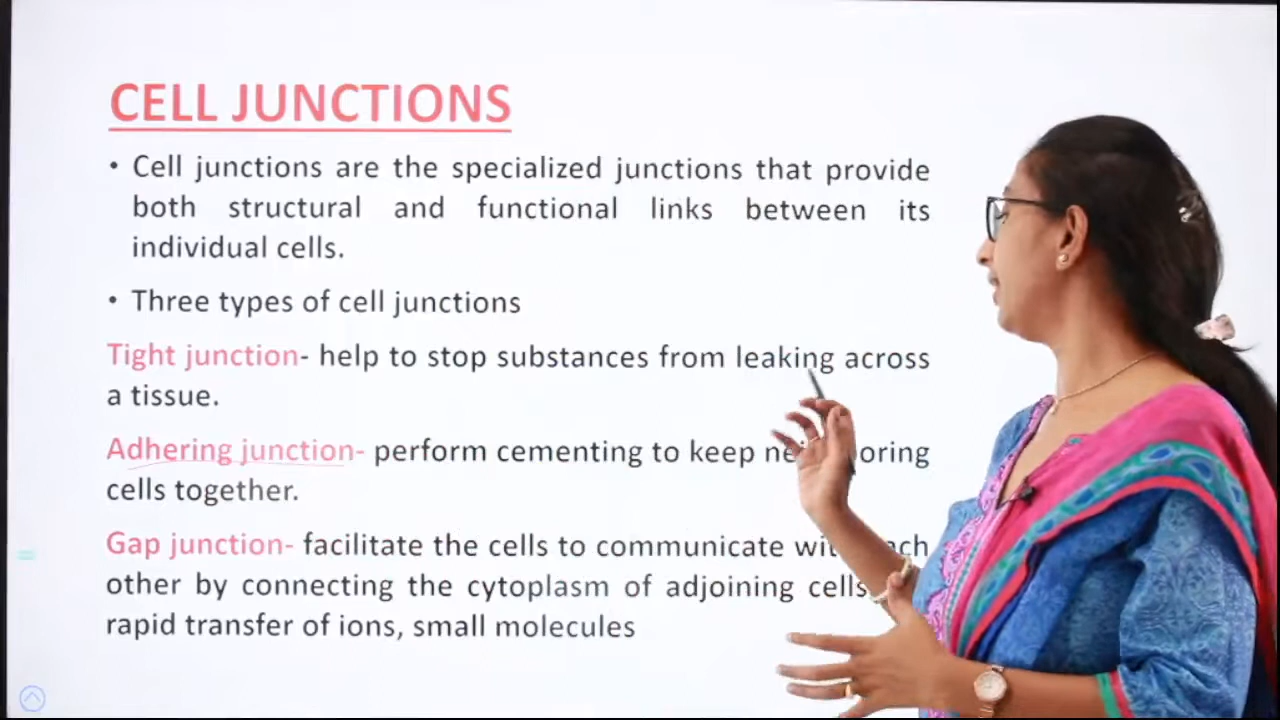 CELL JUNCTIONS
• Cell junctions are the specialized junctions that provide
both structural and functional links between its
individual cells.
• Three types of cell junctions
Tight junction- help to stop substances from leaking across
a tissue.
Adhering junction- perform cementing to keep
cells together.
Gap junction- facilitate the cells to communicate
other by connecting the cytoplasm of adjoining cells
rapid transfer of ions, small molecules